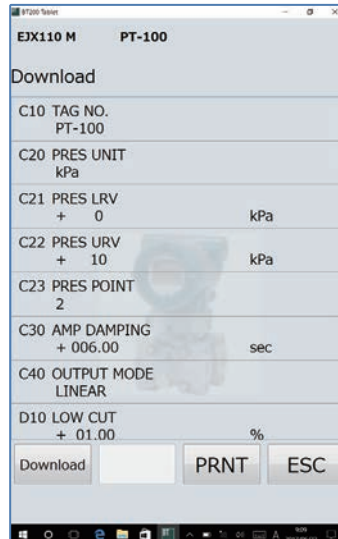 BT200 Tablet
EJX110 M PT-100
Download
C10 TAG NO.
PT-100
C20 PRES UNIT
kPa
C21 PRES LRV
+ 0 kPa
C22 PRES URV
+ 10 kPa
C23 PRES POINT
2
C30 AMP DAMPING
+ 006.00 sec
C40 OUTPUT MODE
LINEAR
D10 LOW CUT
+ 01.00 %
Download PRNT ESC
A 9:09